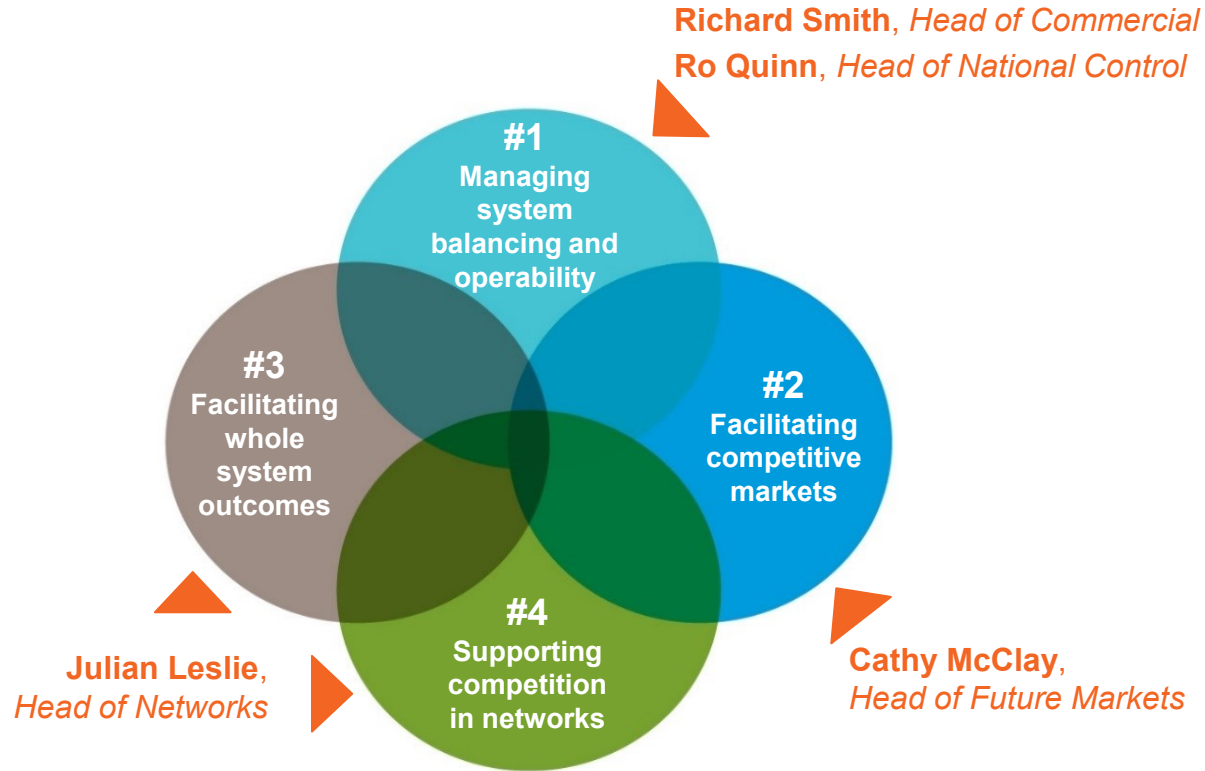 Richard Smith, Head of Commercial
Ro Quinn, Head of National Control
#1
Managing
system
balancing and
operability
#3
Facilitating
whole
system
outcomes
#2
Facilitating
competitive
markets
#4
Supporting
competition
in networks
Julian Leslie,
Head of Networks
Cathy McClay,
Head of Future Markets